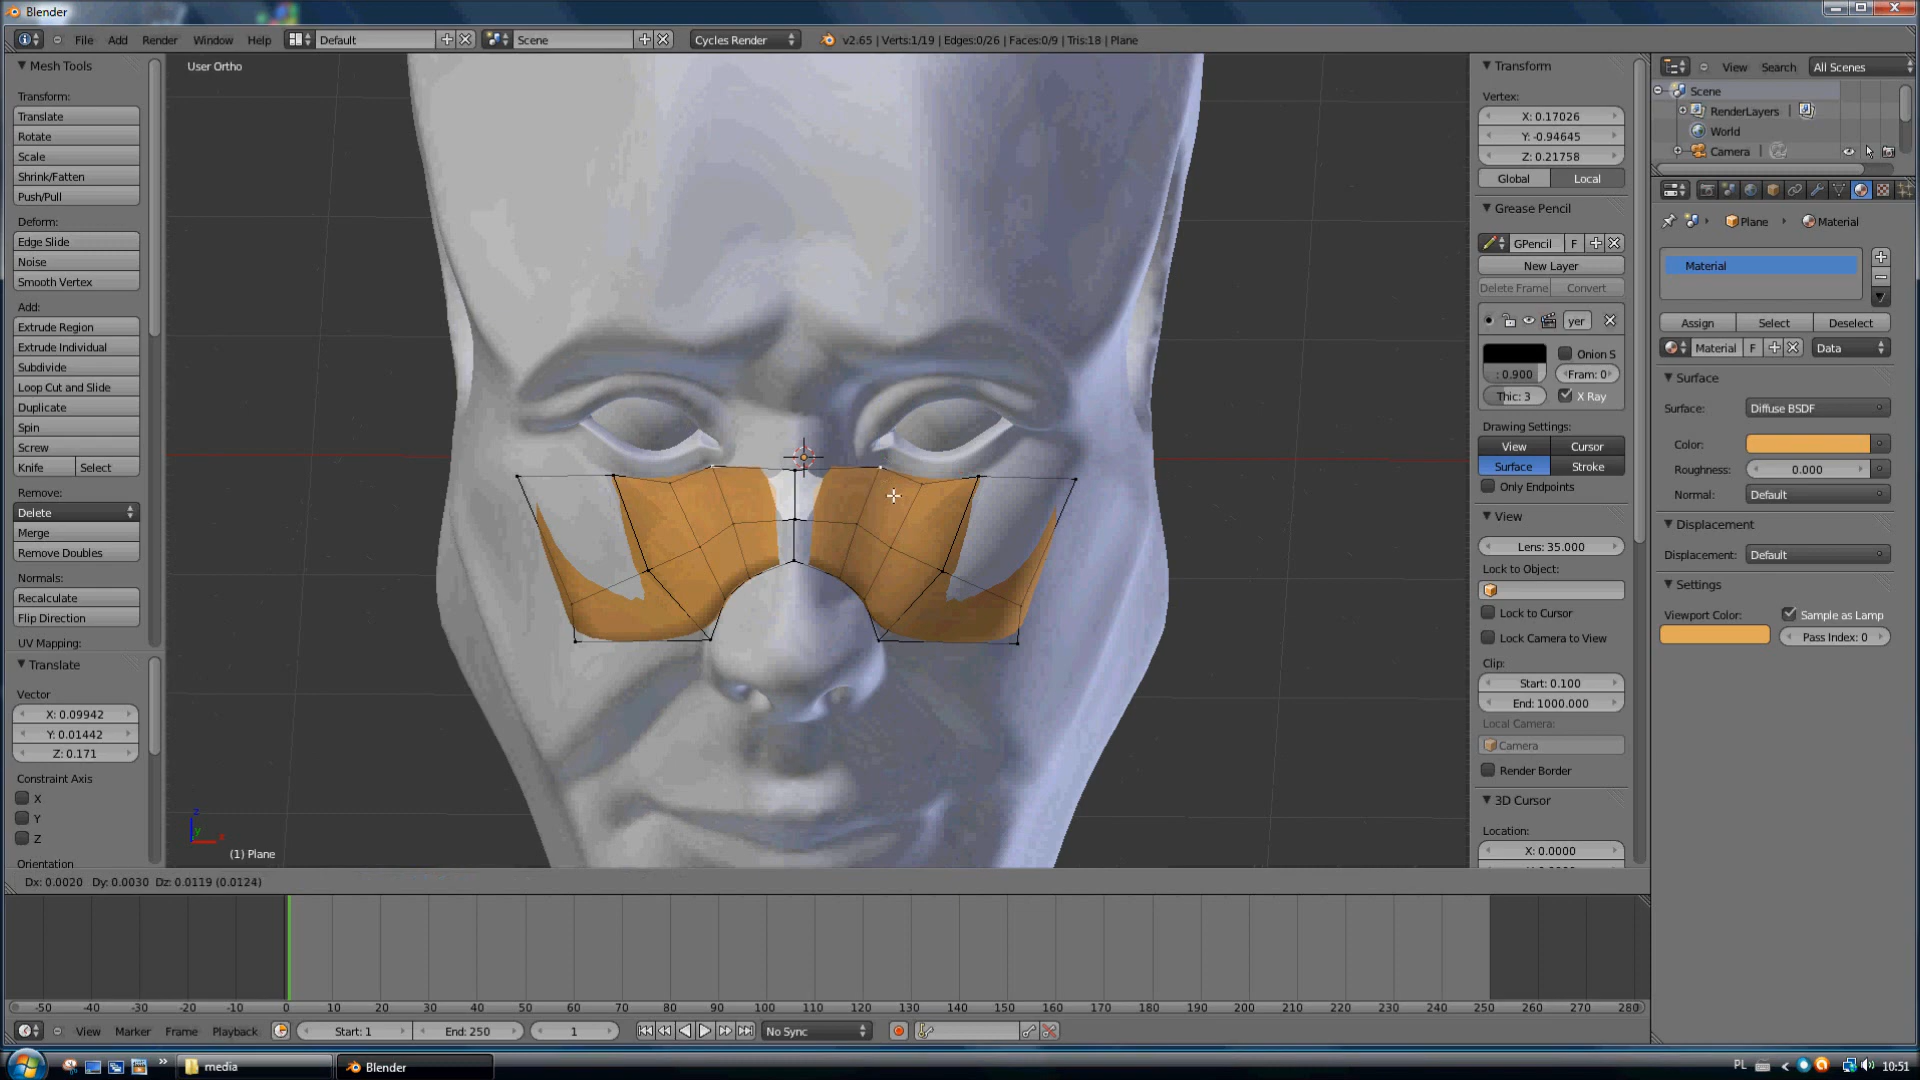 Blender
File Add Render Window Help Default Scene Cycles Render v2.65 | Verts:1/19 | Edges:0/26 | Faces:0/9 | Tris:18 | Plane
Mesh Tools
Transform:
Translate
Rotate
Scale
Shrink/Fatten
Push/Pull
Deform:
Edge Slide
Noise
Smooth Vertex
Add:
Extrude Region
Extrude Individual
Subdivide
Loop Cut and Slide
Duplicate
Spin
Screw
Knife Select
Remove:
Delete
Merge
Remove Doubles
Normals:
Recalculate
Flip Direction
UV Mapping:
Translate
Vector
X: 0.09942
Y: 0.01442
Z: 0.171
Constraint Axis
X
Y
Z
Orientation
User Ortho
z
y
x
(1) Plane
Dx: 0.0020 Dy: 0.0030 Dz: 0.0119 (0.0124)
Transform
Vertex:
X: 0.17026
Y: -0.94645
Z: 0.21758
Global Local
Grease Pencil
GPencil F
New Layer
Delete Frame Convert
yer
Onion S
: 0.900 Fram: 0
Thic: 3 X Ray
Drawing Settings:
View Cursor
Surface Stroke
Only Endpoints
View
Lens: 35.000
Lock to Object:
Lock to Cursor
Lock Camera to View
Clip:
Start: 0.100
End: 1000.000
Local Camera:
Camera
Render Border
3D Cursor
Location:
X: 0.0000
View Search All Scenes
Scene
RenderLayers |
World
Camera |
Plane Material
Material
Assign Select Deselect
Material F Data
Surface
Surface: Diffuse BSDF
Color:
Roughness: 0.000
Normal: Default
Displacement
Displacement: Default
Settings
Viewport Color: Sample as Lamp
Pass Index: 0
-50 -40 -30 -20 -10 0 10 20 30 40 50 60 70 80 90 100 110 120 130 140 150 160 170 180 190 200 210 220 230 240 250 260 270 280
View Marker Frame Playback Start: 1 End: 250 1 No Sync
media Blender PL 10:51